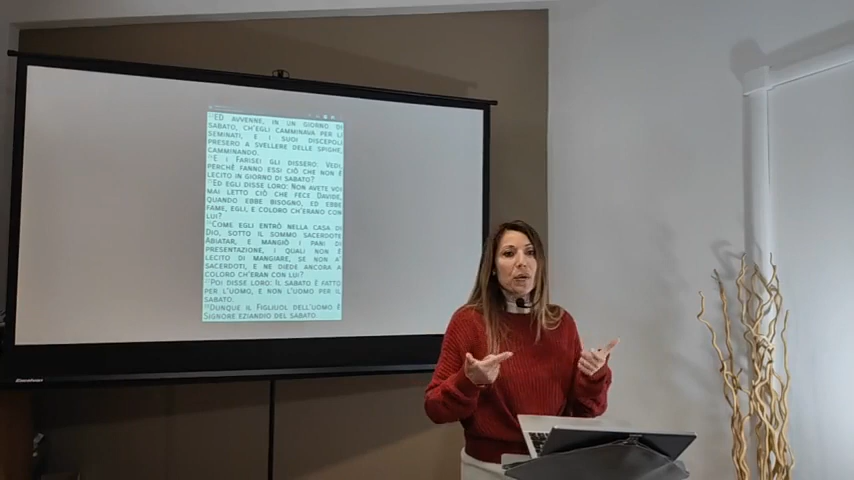 ²³Ed avvenne, in un giorno di
sabato, ch'egli camminava per li
seminati, e i suoi discepoli
presero a svellere delle spighe,
camminando.
²⁴E i Farisei gli dissero: Vedi,
perchè fanno essi ciò che non è
lecito in giorno di sabato?
²⁵Ed egli disse loro: Non avete voi
mai letto ciò che fece Davide,
quando ebbe bisogno, ed ebbe
fame, egli, e coloro ch'erano con
lui?
²⁶Come egli entrò nella casa di
Dio, sotto il sommo sacerdote
Abiatar, e mangiò i pani di
presentazione, i quali non è
lecito di mangiare, se non a'
sacerdoti, e ne diede ancora a
coloro ch'eran con lui?
²⁷Poi disse loro: Il sabato è fatto
per l'uomo, e non l'uomo per il
sabato.
²⁸Dunque il Figliuol dell'uomo è
Signore eziandio del sabato.